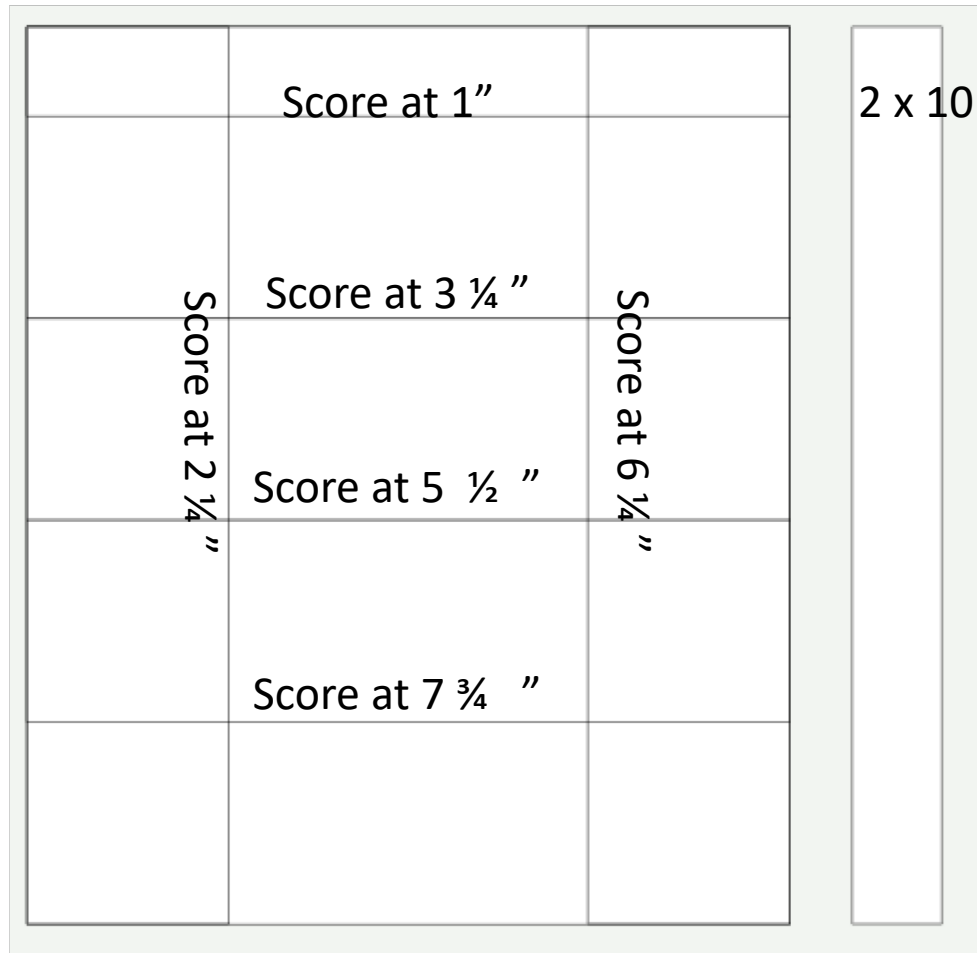 Score at 1”
2 x 10
Score at 3 ¼ ”
Score at 2 ¼ ”
Score at 6 ¼ ”
Score at 5 ½ ”
Score at 7 ¾ ”